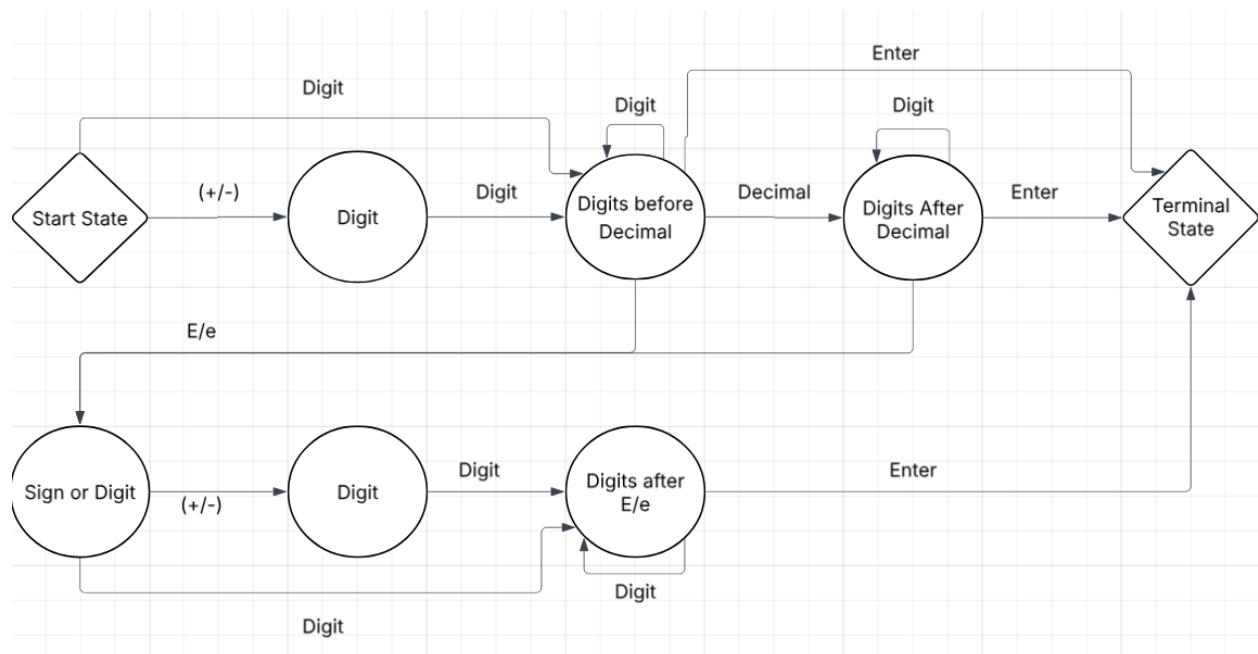 Enter
Digit
Digit
Digit
Start State
(+/-)
Digit
Digit
Digits before
Decimal
Decimal
Digits After
Decimal
Enter
Terminal
State
E/e
Sign or Digit
(+/-)
Digit
Digit
Digits after
E/e
Enter
Digit
Digit